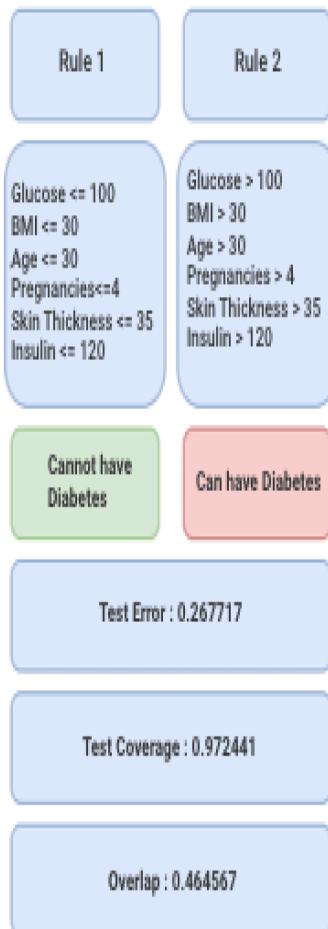 Rule 1
Rule 2
Glucose <= 100
BMI <= 30
Age <= 30
Pregnancies<=4
Skin Thickness <= 35
Insulin <= 120
Glucose > 100
BMI > 30
Age > 30
Pregnancies > 4
Skin Thickness > 35
Insulin > 120
Cannot have
Diabetes
Can have Diabetes
Test Error : 0.267717
Test Coverage : 0.972441
Overlap : 0.464567